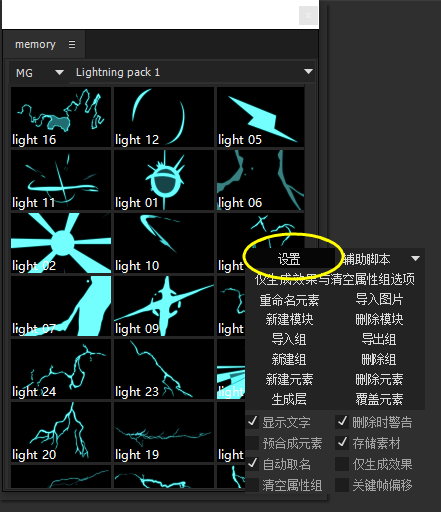 memory
MG Lightning pack 1
light 16 light 12 light 05
light 11 light 01 light 06
light 02 light 10 light
light 07 light 09 light
light 24 light 23 light
light 20 light 19 light
设置 辅助脚本
仅生成效果与清空属性组选项
重命名元素 导入图片
新建模块 删除模块
导入组 导出组
新建组 删除组
新建元素 删除元素
生成层 覆盖元素
显示文字 删除时警告
预合成元素 存储素材
自动取名 仅生成效果
清空属性组 关键帧偏移